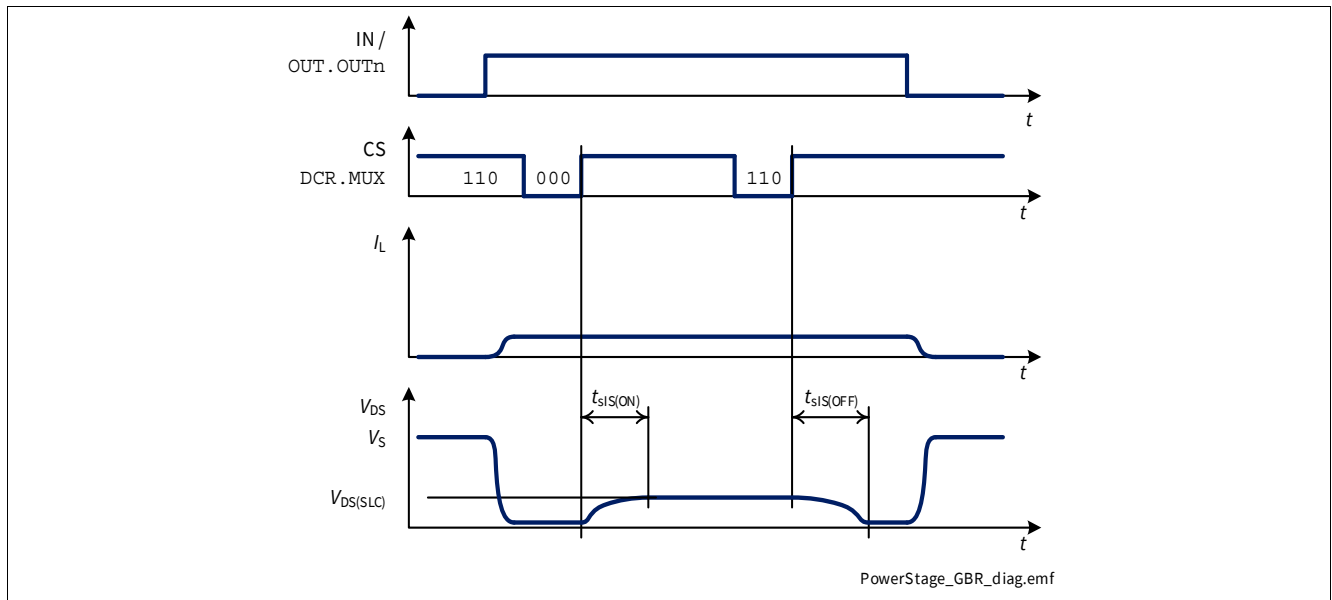 IN /
OUT.OUTn
t
CS
DCR.MUX 110 000 110
t
IL
t
VDS
tsIS(ON) tsIS(OFF)
VS
VDS(SLC)
t
PowerStage_GBR_diag.emf